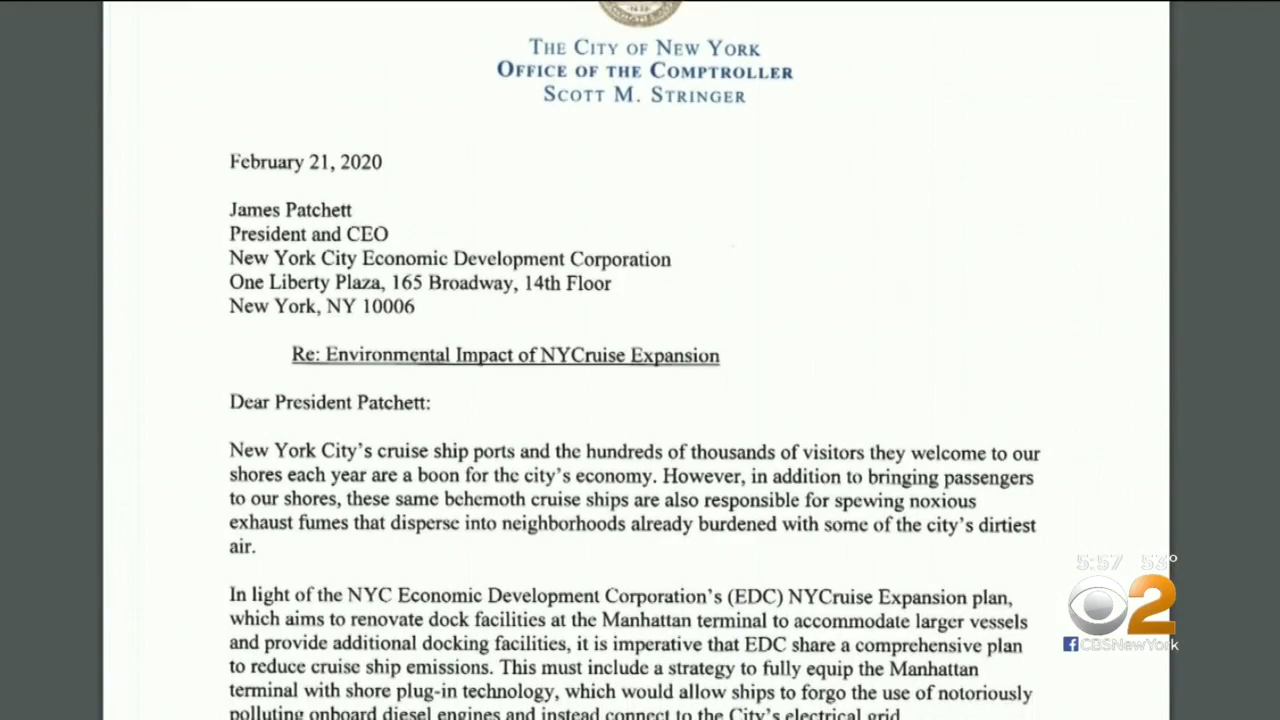 THE CITY OF NEW YORK
OFFICE OF THE COMPTROLLER
SCOTT M. STRINGER
February 21, 2020
James Patchett
President and CEO
New York City Economic Development Corporation
One Liberty Plaza, 165 Broadway, 14th Floor
New York, NY 10006
Re: Environmental Impact of NYCruise Expansion
Dear President Patchett:
New York City's cruise ship ports and the hundreds of thousands of visitors they welcome to our
shores each year are a boon for the city's economy. However, in addition to bringing passengers
to our shores, these same behemoth cruise ships are also responsible for spewing noxious
exhaust fumes that disperse into neighborhoods already burdened with some of the city's dirtiest
air.
In light of the NYC Economic Development Corporation's (EDC) NYCruise Expansion plan,
which aims to renovate dock facilities at the Manhattan terminal to accommodate larger vessels
and provide additional docking facilities, it is imperative that EDC share a comprehensive plan
to reduce cruise ship emissions. This must include a strategy to fully equip the Manhattan
terminal with shore plug-in technology, which would allow ships to forgo the use of notoriously
polluting onboard diesel engines and instead connect to the City's electrical grid.
5:57 53°
2
f CBSNewYork